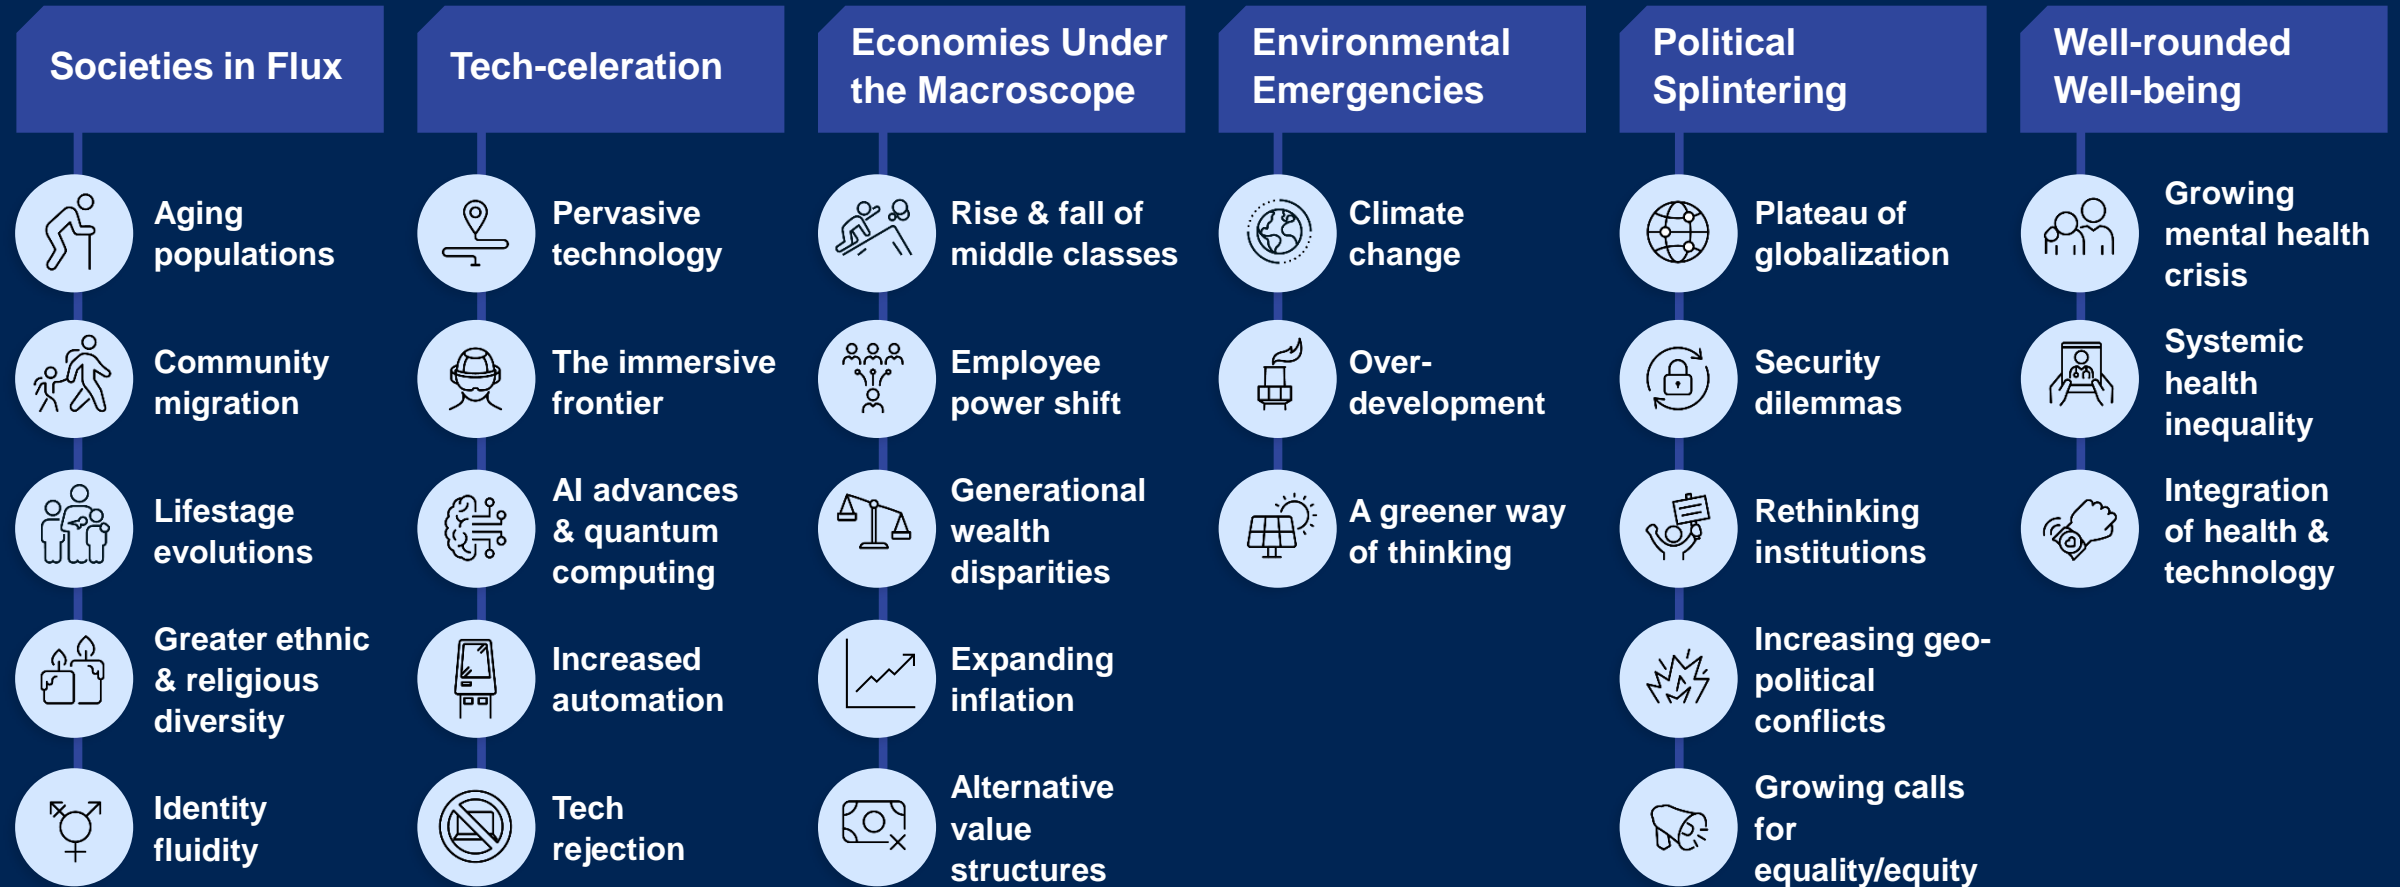 Societies in Flux
Aging
populations
Community
migration
Lifestage
evolutions
Greater ethnic
& religious
diversity
Identity
fluidity
Tech-celeration
Pervasive
technology
The immersive
frontier
AI advances
& quantum
computing
Increased
automation
Tech
rejection
Economies Under
the Macroscope
Rise & fall of
middle classes
Employee
power shift
Generational
wealth
disparities
Expanding
inflation
Alternative
value
structures
Environmental
Emergencies
Climate
change
Over-
development
A greener way
of thinking
Political
Splintering
Plateau of
globalization
Security
dilemmas
Rethinking
institutions
Increasing geo-
political
conflicts
Growing calls
for
equality/equity
Well-rounded
Well-being
Growing
mental health
crisis
Systemic
health
inequality
Integration
of health &
technology